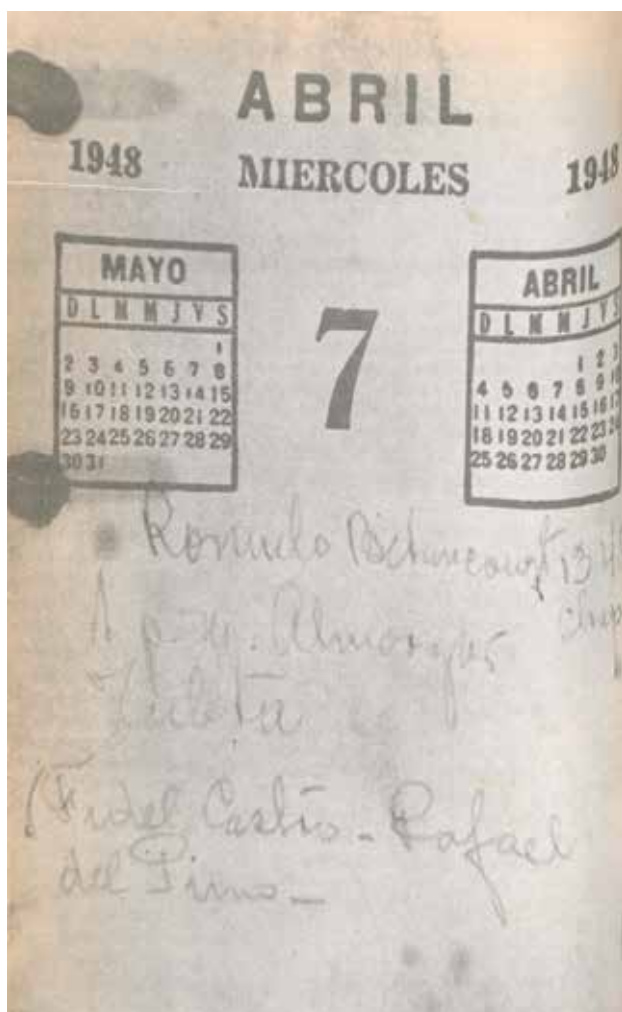 ABRIL
1948 MIERCOLES 1948
MAYO
D L M M J V S
1
2 3 4 5 6 7 8
9 10 11 12 13 14 15
16 17 18 19 20 21 22
23 24 25 26 27 28 29
30 31
7
ABRIL
D L M M J V S
1 2 3
4 5 6 7 8 9 10
11 12 13 14 15 16 17
18 19 20 21 22 23 24
25 26 27 28 29 30
Romulo Betancourt
1 p.m. Almorzar
(Fidel Castro - Rafael
del Pino -